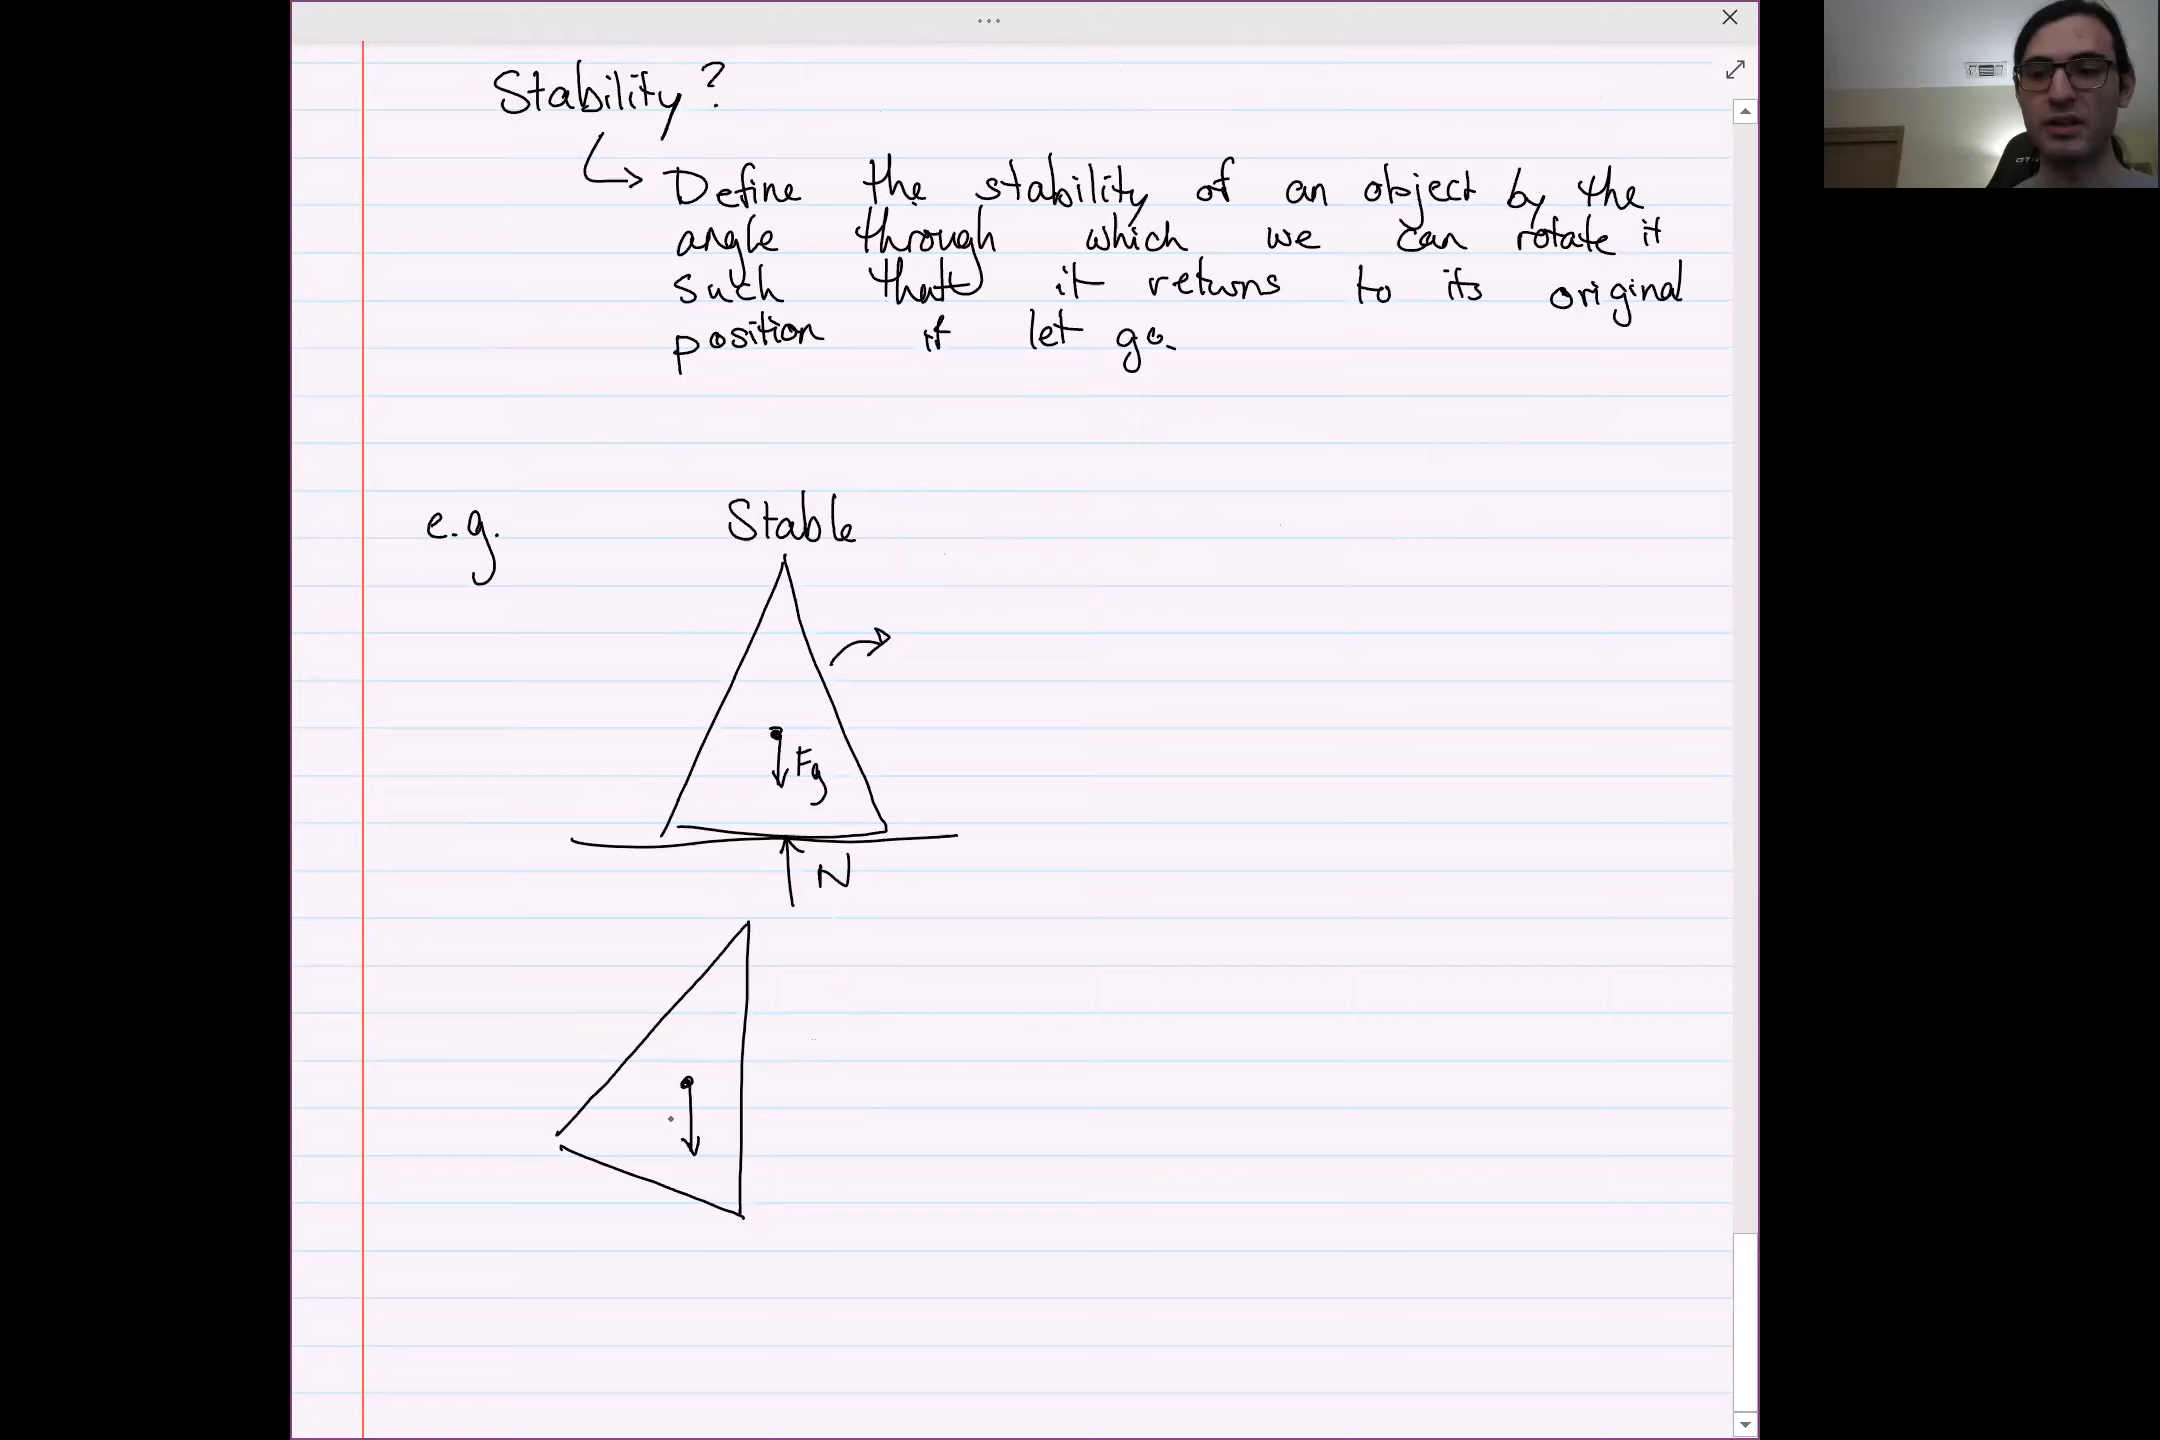 Stability?
Define the stability of an object by the
angle through which we can rotate it
such that it returns to its original
position if let go.
e.g.
Stable
Fg
N